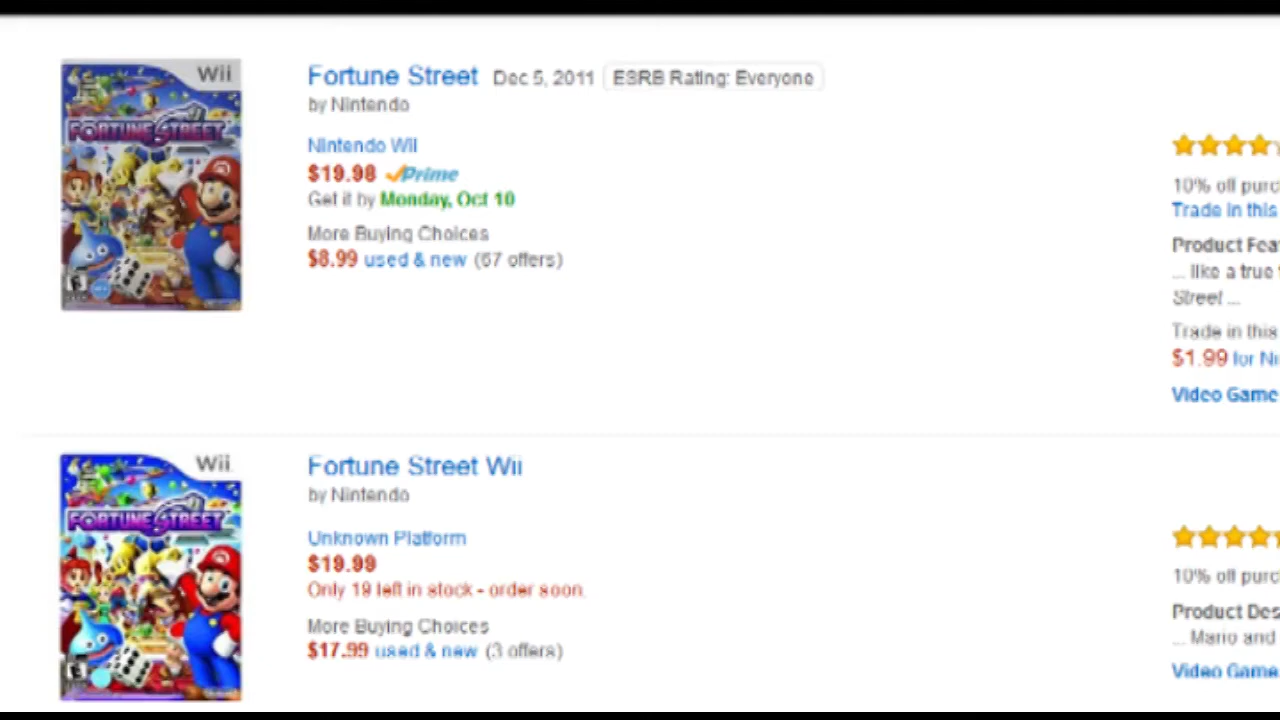 Wii
FORTUNE STREET
Fortune Street Dec 5, 2011 ESRB Rating: Everyone
by Nintendo
Nintendo Wii
$19.98 Prime
Get it by Monday, Oct 10
More Buying Choices
$8.99 used & new (67 offers)
10% off purc
Trade in this
Product Fea
... like a true
Street ...
Trade in this
$1.99 for Ni
Video Game
Wii
FORTUNE STREET
Fortune Street Wii
by Nintendo
Unknown Platform
$19.99
Only 19 left in stock - order soon.
More Buying Choices
$17.99 used & new (3 offers)
10% off purc
Product Des
... Mario and
Video Game